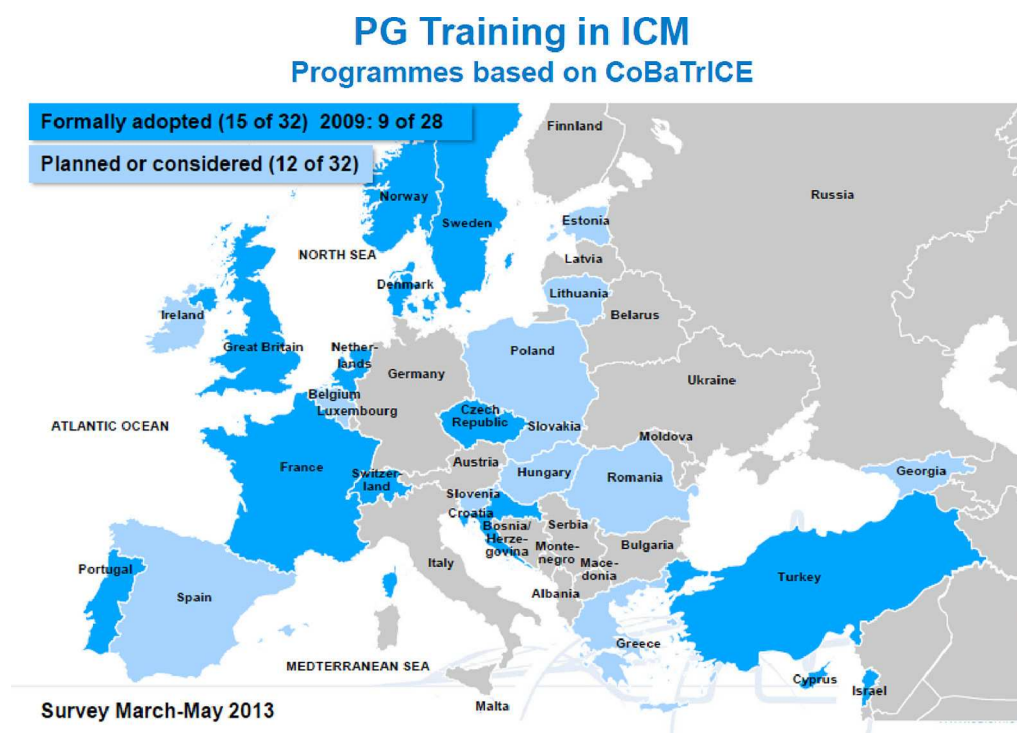 PG Training in ICM
Programmes based on CoBaTrICE
Formally adopted (15 of 32) 2009: 9 of 28
Planned or considered (12 of 32)
Finnland
Russia
Norway
Sweden
Estonia
NORTH SEA
Latvia
Denmark
Lithuania
Ireland
Belarus
Great Britain
Nether-
lands
Poland
Germany
Ukraine
Belgium
Luxembourg
Czech
Republic
ATLANTIC OCEAN
Slovakia
Moldova
France
Austria
Switzer-
land
Hungary
Romania
Georgia
Slovenia
Croatia
Bosnia/
Herze-
govina
Serbia
Monte-
negro
Bulgaria
Mace-
donia
Italy
Portugal
Spain
Turkey
Albania
Greece
MEDTERRANEAN SEA
Cyprus
Israel
Malta
Survey March-May 2013